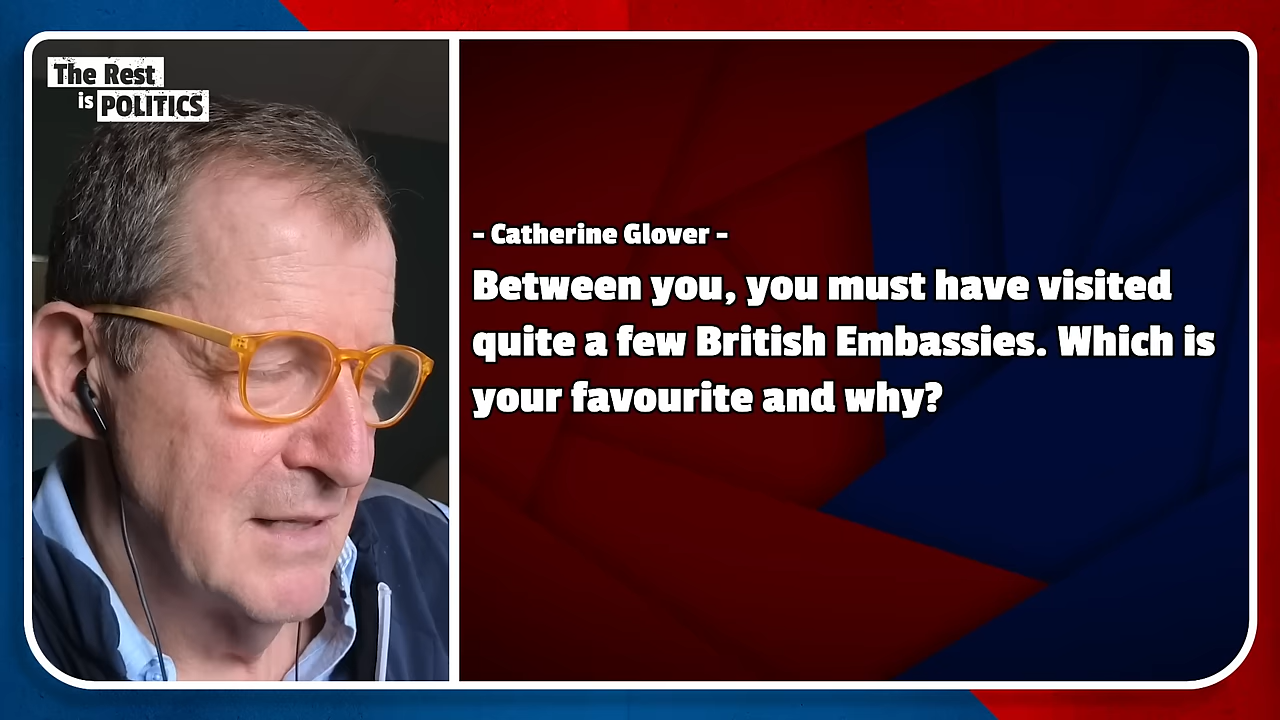 The Rest
is POLITICS
- Catherine Glover -
Between you, you must have visited
quite a few British Embassies. Which is
your favourite and why?